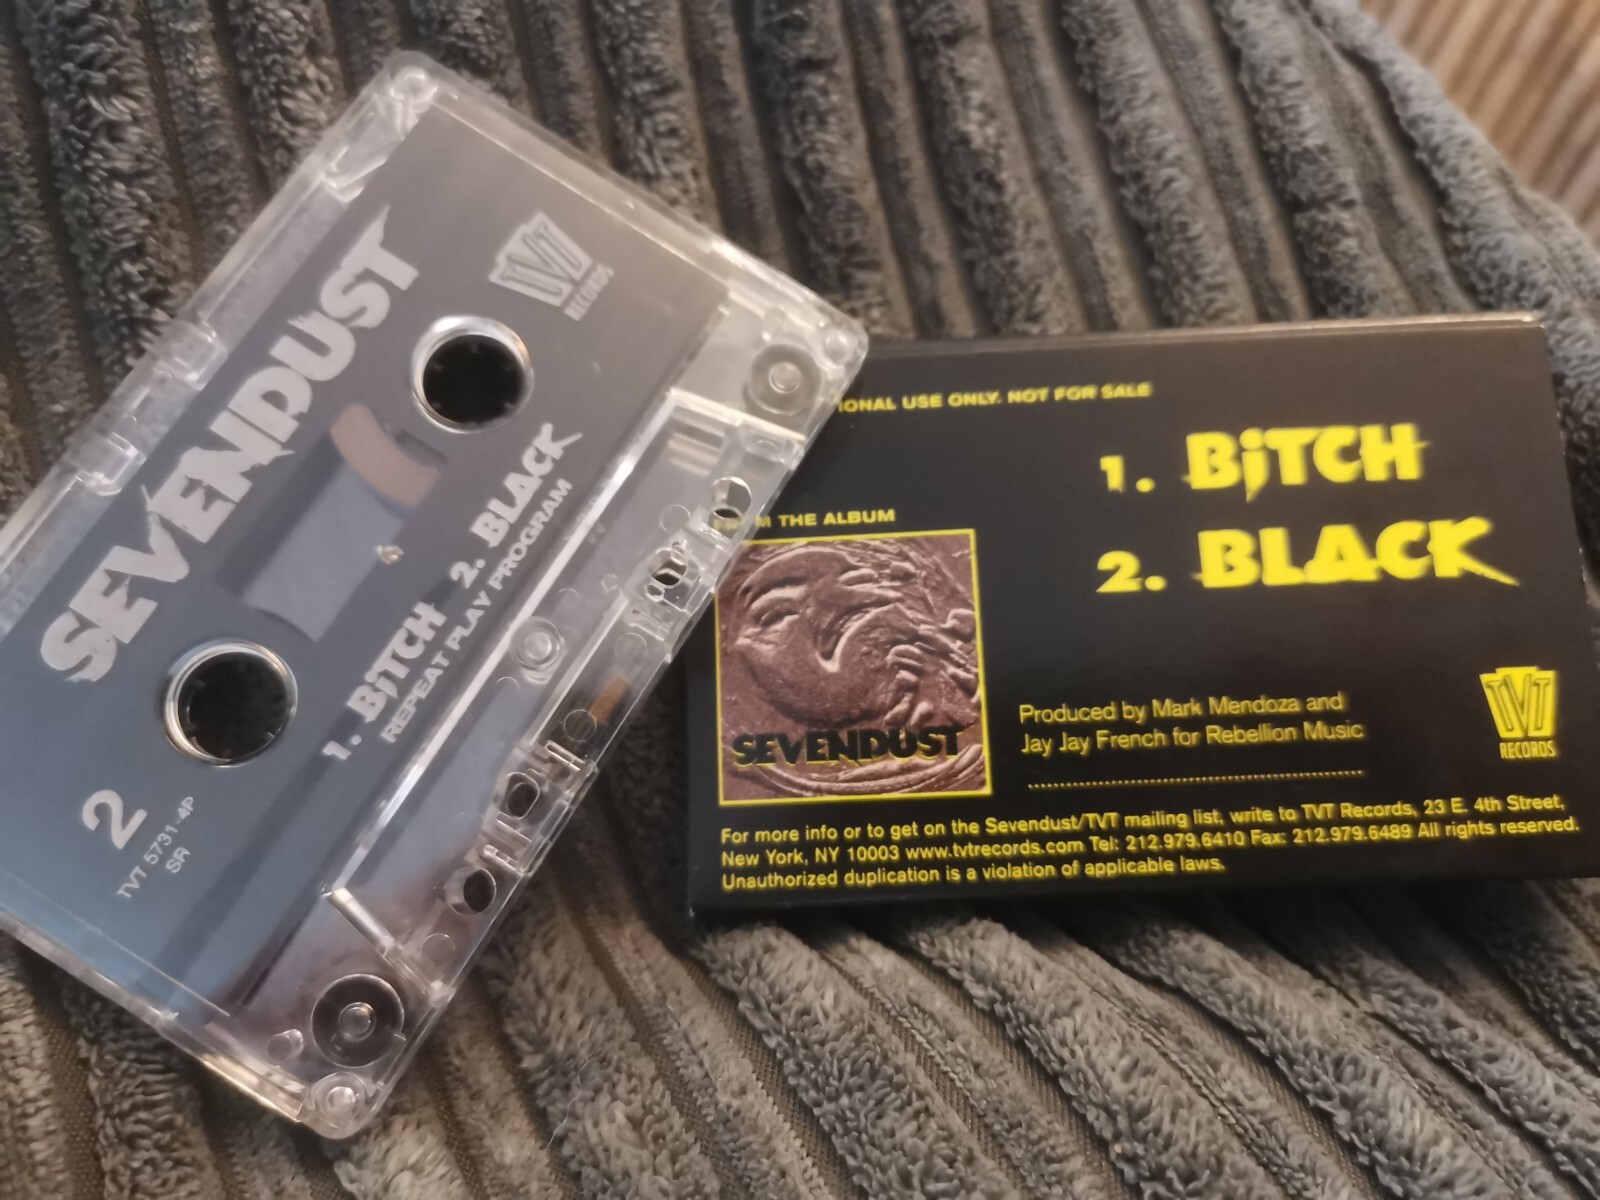 SEVENDUST
TVT
RECORDS
1. BiTCH 2. BLACK
REPEAT PLAY PROGRAM
2
TVT 5731-4P
SR
USE ONLY. NOT FOR SALE
1. BiTCH
2. BLACK
FROM THE ALBUM
SEVENDUST
Produced by Mark Mendoza and
Jay Jay French for Rebellion Music
TVT
RECORDS
For more info or to get on the Sevendust/TVT mailing list, write to TVT Records, 23 E. 4th Street,
New York, NY 10003 www.tvtrecords.com Tel: 212.979.6410 Fax: 212.979.6489 All rights reserved.
Unauthorized duplication is a violation of applicable laws.